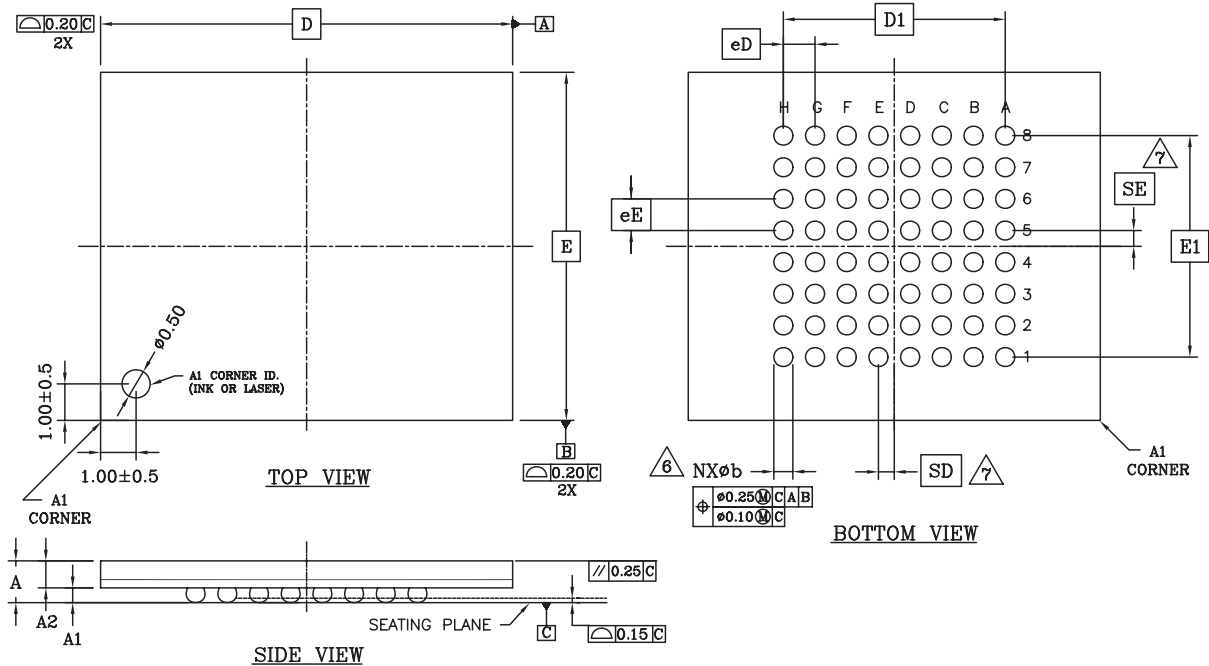 ⌓ 0.20 C
2X
D
A
E
ø0.50
A1 CORNER ID.
(INK OR LASER)
1.00±0.5
1.00±0.5
B
⌓ 0.20 C
2X
TOP VIEW
A1
CORNER
D1
eD
H G F E D C B A
8
7
6
5
4
3
2
1
7
SE
eE
E1
6 NXøb
⌖ ø0.25Ⓜ C A B
ø0.10Ⓜ C
SD 7
A1
CORNER
BOTTOM VIEW
A
A2
A1
// 0.25 C
SEATING PLANE
C
⌓ 0.15 C
SIDE VIEW